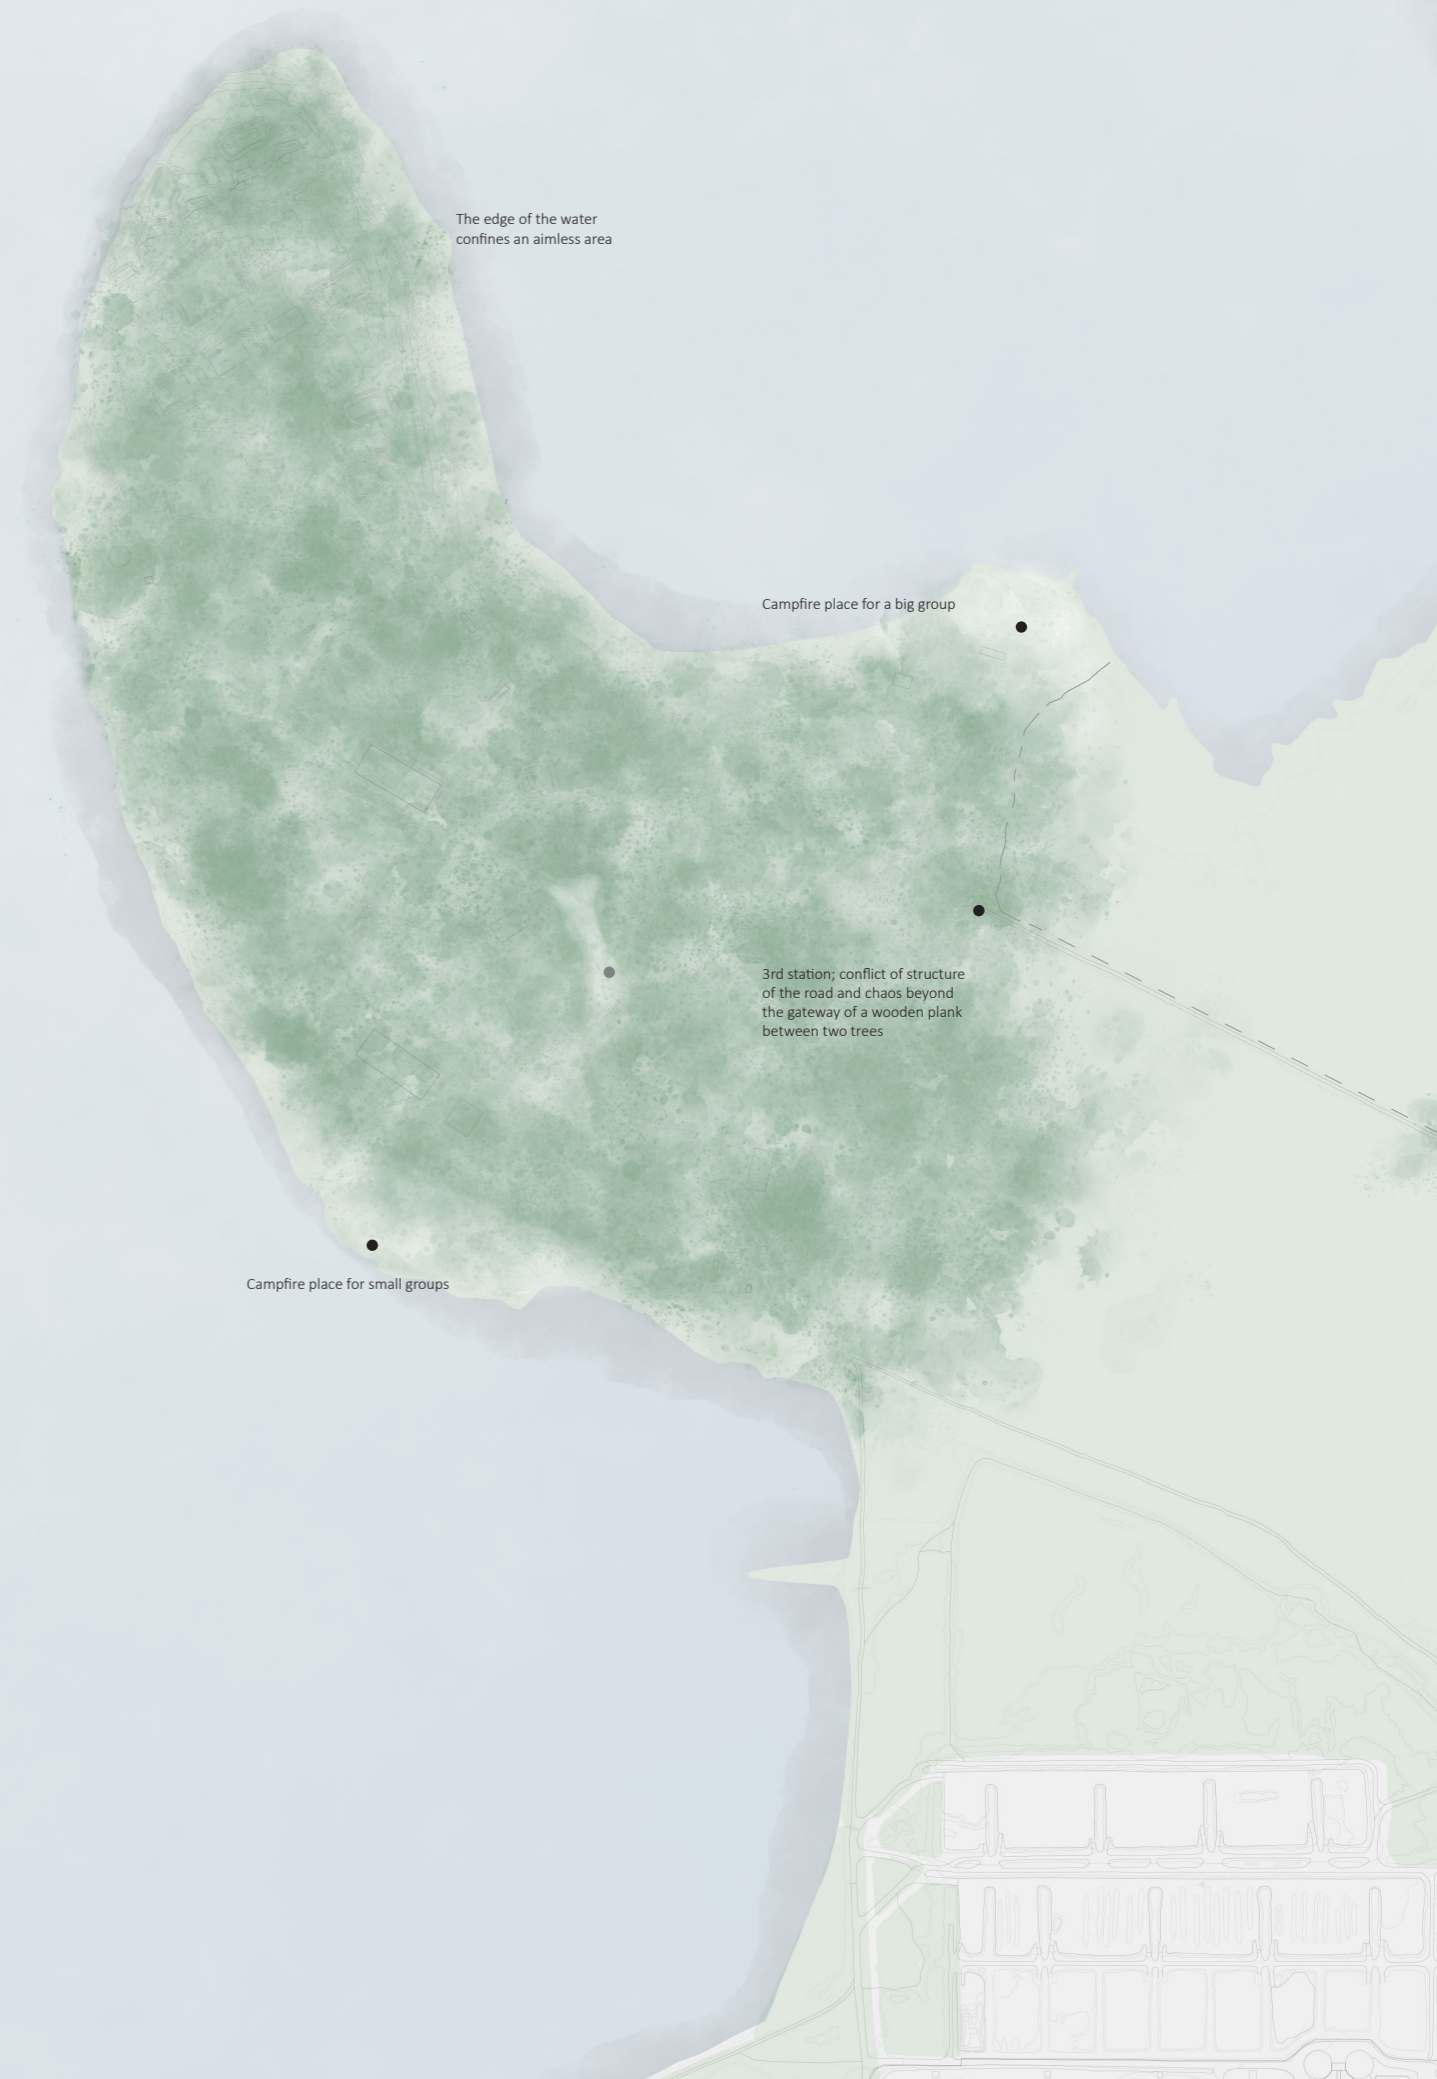 The edge of the water
confines an aimless area
Campfire place for a big group
3rd station; conflict of structure
of the road and chaos beyond
the gateway of a wooden plank
between two trees
Campfire place for small groups